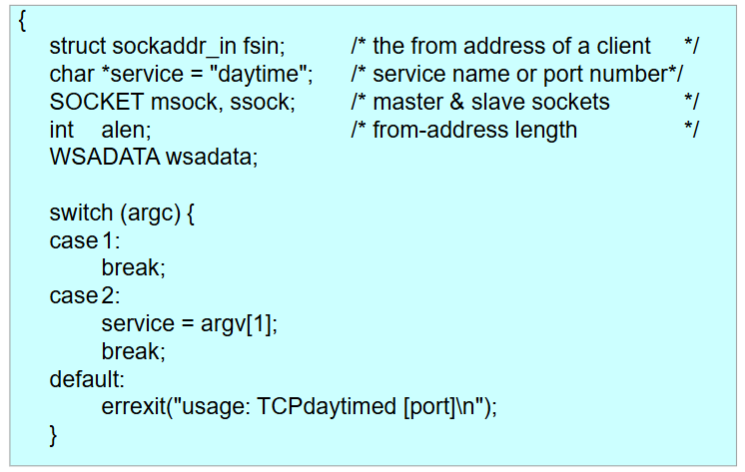 {
struct sockaddr_in fsin; /* the from address of a client */
char *service = "daytime"; /* service name or port number*/
SOCKET msock, ssock; /* master & slave sockets */
int alen; /* from-address length */
WSADATA wsadata;
switch (argc) {
case 1:
break;
case 2:
service = argv[1];
break;
default:
errexit("usage: TCPdaytimed [port]\n");
}